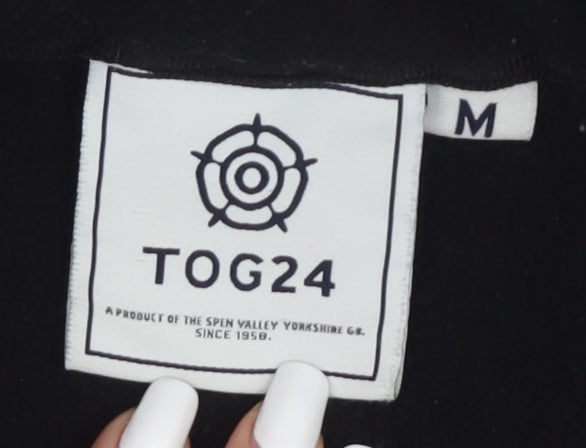 TOG24
A PRODUCT OF THE SPEN VALLEY YORKSHIRE GB.
SINCE 1958.
M